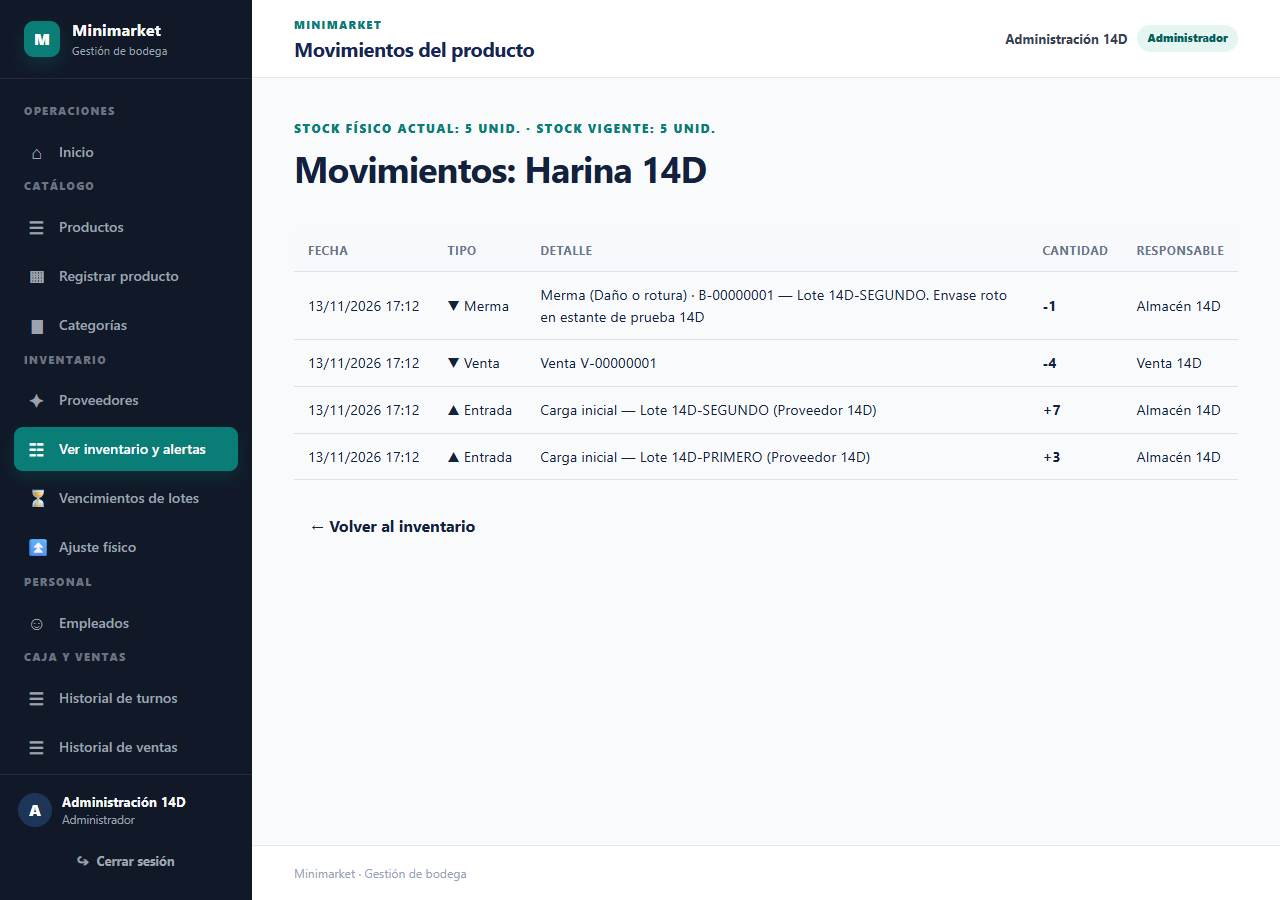 M
Minimarket
Gestión de bodega
OPERACIONES
Inicio
CATÁLOGO
Productos
Registrar producto
Categorías
INVENTARIO
Proveedores
Ver inventario y alertas
Vencimientos de lotes
Ajuste físico
PERSONAL
Empleados
CAJA Y VENTAS
Historial de turnos
Historial de ventas
A
Administración 14D
Administrador
↪ Cerrar sesión
MINIMARKET
Movimientos del producto
Administración 14D Administrador
STOCK FÍSICO ACTUAL: 5 UNID. · STOCK VIGENTE: 5 UNID.
Movimientos: Harina 14D
FECHA TIPO DETALLE CANTIDAD RESPONSABLE
13/11/2026 17:12 ▼ Merma Merma (Daño o rotura) · B-00000001 — Lote 14D-SEGUNDO. Envase roto
en estante de prueba 14D -1 Almacén 14D
13/11/2026 17:12 ▼ Venta Venta V-00000001 -4 Venta 14D
13/11/2026 17:12 ▲ Entrada Carga inicial — Lote 14D-SEGUNDO (Proveedor 14D) +7 Almacén 14D
13/11/2026 17:12 ▲ Entrada Carga inicial — Lote 14D-PRIMERO (Proveedor 14D) +3 Almacén 14D
← Volver al inventario
Minimarket · Gestión de bodega